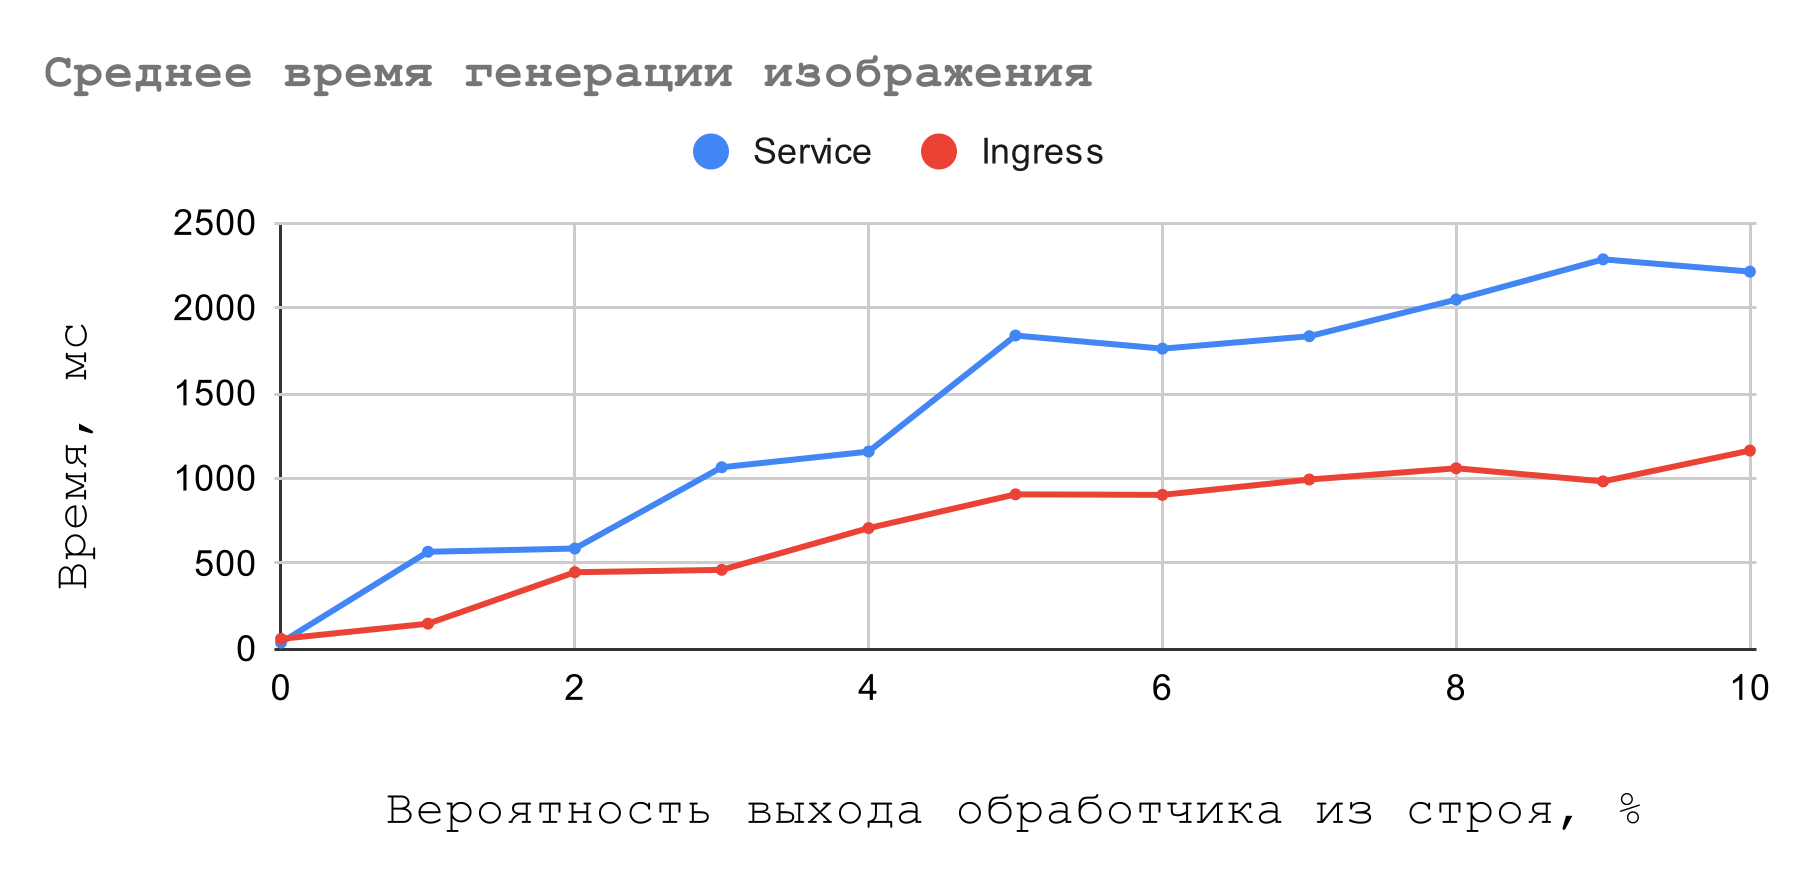 Среднее время генерации изображения
Service
Ingress
2500
2000
1500
1000
500
0
Время, мс
0
2
4
6
8
10
Вероятность выхода обработчика из строя, %